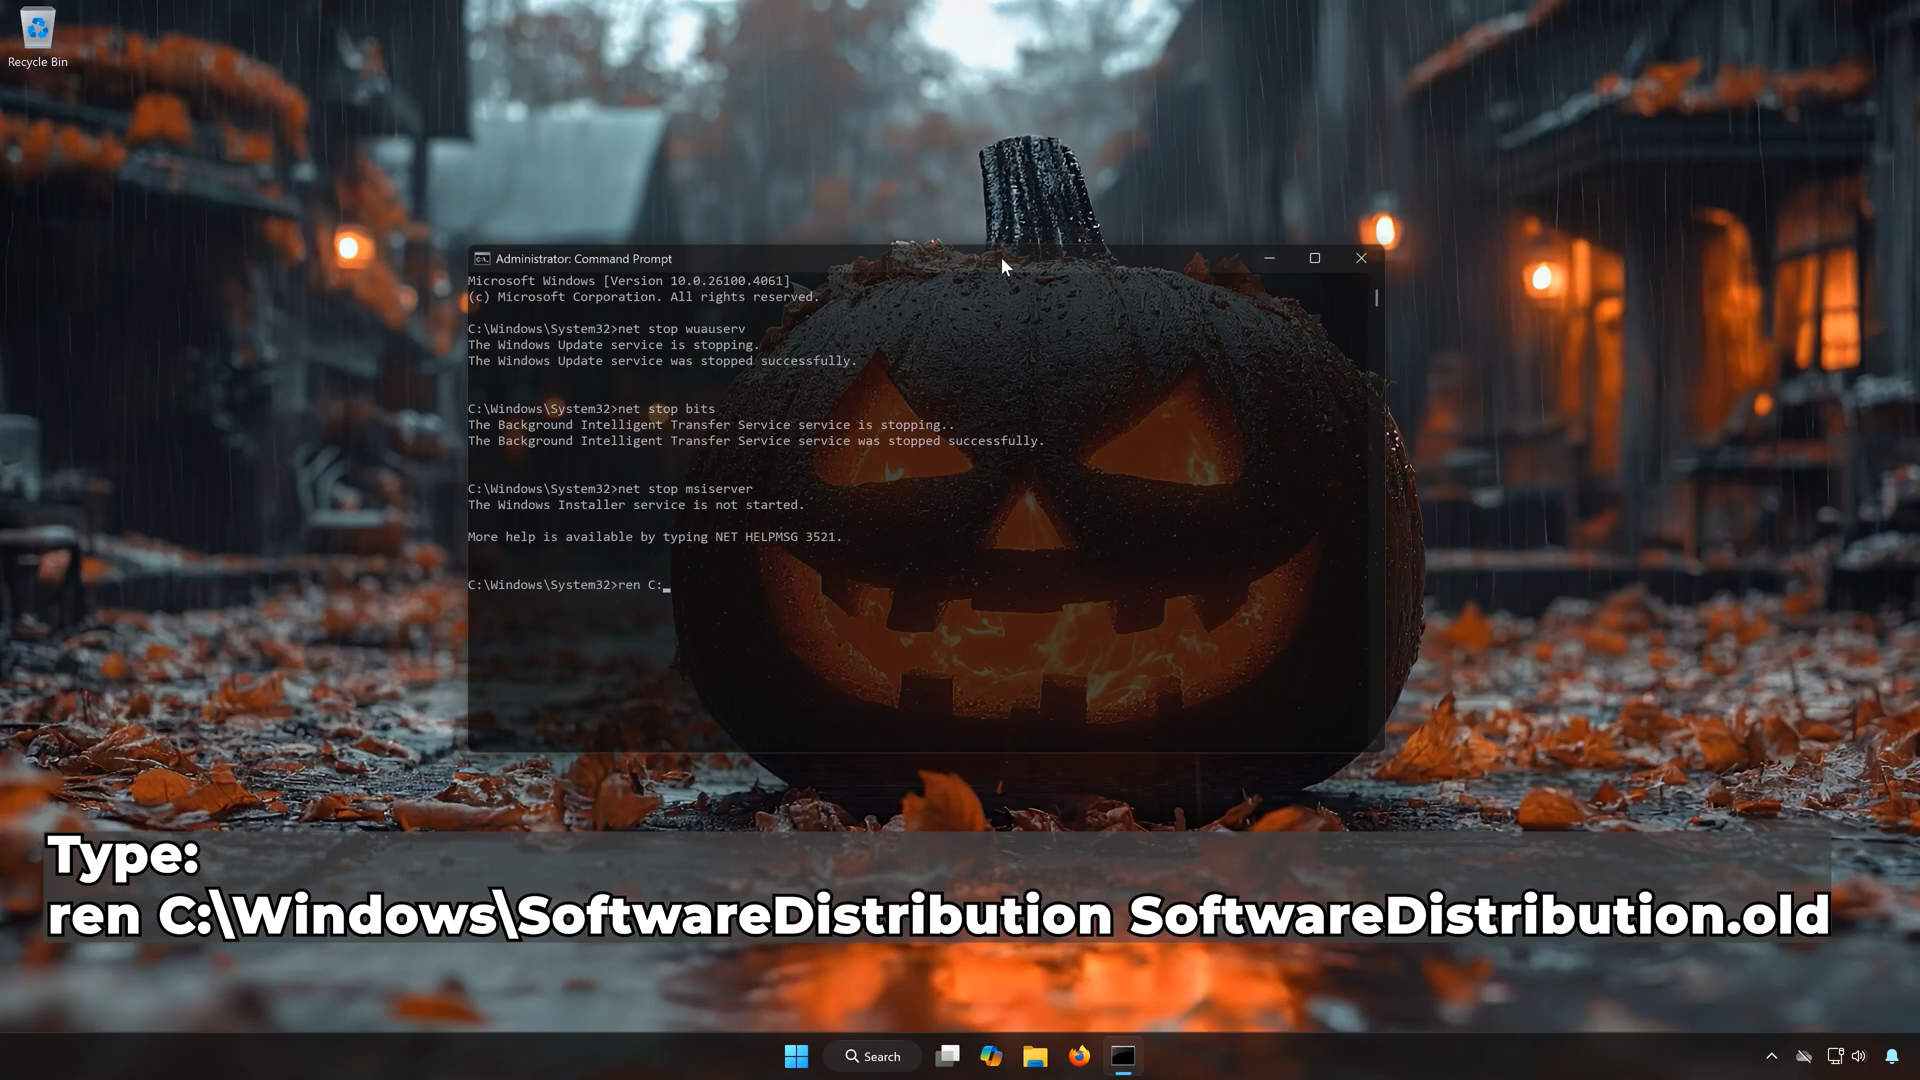 Recycle Bin
Administrator: Command Prompt
Microsoft Windows [Version 10.0.26100.4061]
(c) Microsoft Corporation. All rights reserved.
C:\Windows\System32>net stop wuauserv
The Windows Update service is stopping.
The Windows Update service was stopped successfully.
C:\Windows\System32>net stop bits
The Background Intelligent Transfer Service service is stopping..
The Background Intelligent Transfer Service service was stopped successfully.
C:\Windows\System32>net stop msiserver
The Windows Installer service is not started.
More help is available by typing NET HELPMSG 3521.
C:\Windows\System32>ren C:
Type:
ren C:\Windows\SoftwareDistribution SoftwareDistribution.old
Search